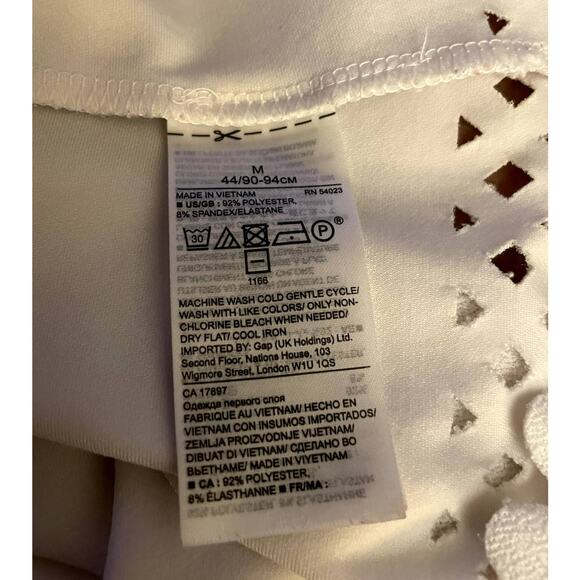 M
44/90-94CM
MADE IN VIETNAM RN 54023
■ US/GB : 92% POLYESTER,
8% SPANDEX/ELASTANE
30 P®
1166
MACHINE WASH COLD GENTLE CYCLE/
WASH WITH LIKE COLORS/ ONLY NON-
CHLORINE BLEACH WHEN NEEDED/
DRY FLAT/ COOL IRON
IMPORTED BY: Gap (UK Holdings) Ltd.
Second Floor, Nations House, 103
Wigmore Street, London W1U 1QS
CA 17897
Одежда первого слоя
FABRIQUE AU VIETNAM/ HECHO EN
VIETNAM CON INSUMOS IMPORTADOS/
ZEMLJA PROIZVODNJE VIJETNAM/
DIBUAT DI VIETNAM/ СДЕЛАНО ВО
ВЬЕТНАМЕ/ MADE IN VIYETNAM
■ CA : 92% POLYESTER,
8% ÉLASTHANNE ■ FR/MA :